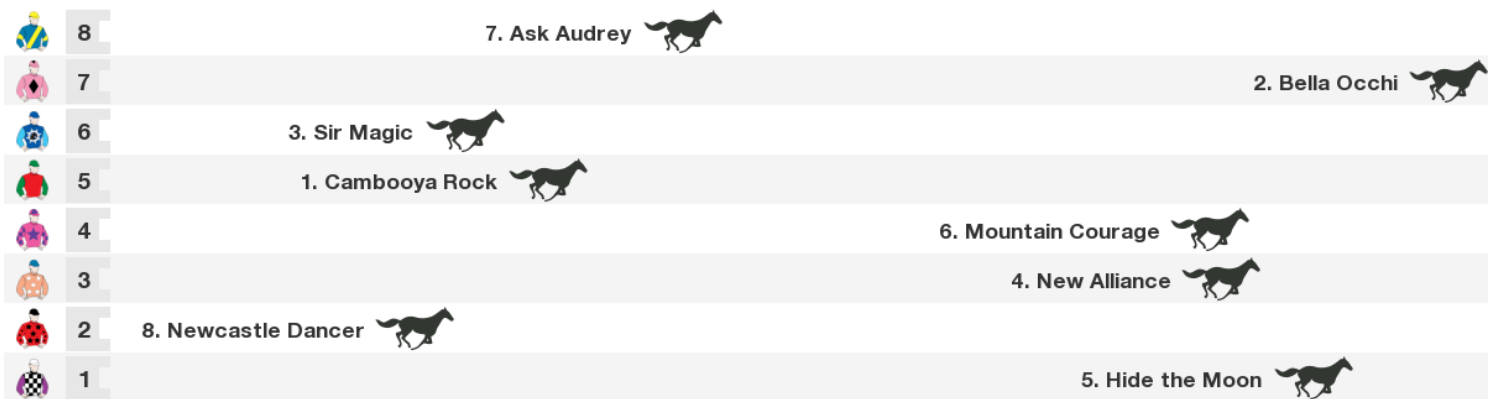 8 7. Ask Audrey
7 2. Bella Occhi
6 3. Sir Magic
5 1. Cambooya Rock
4 6. Mountain Courage
3 4. New Alliance
2 8. Newcastle Dancer
1 5. Hide the Moon